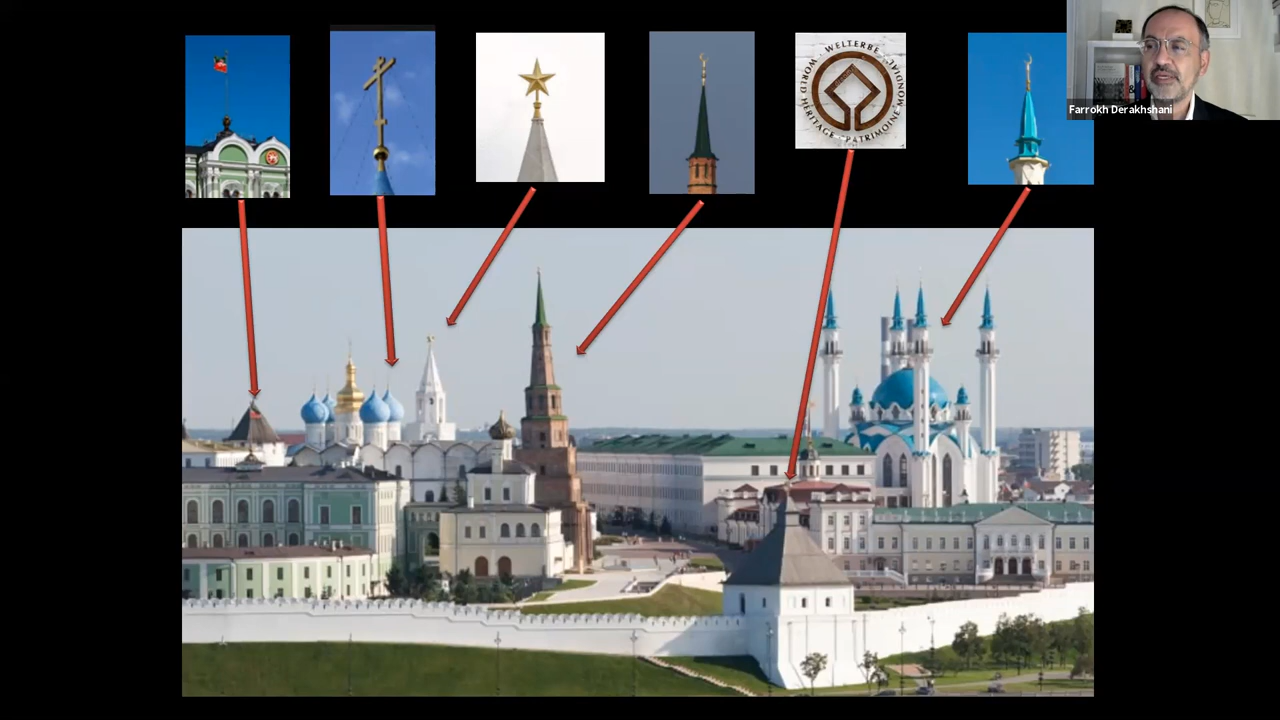 WORLD HERITAGE · PATRIMOINE MONDIAL · WELTERBE
Farrokh Derakhshani